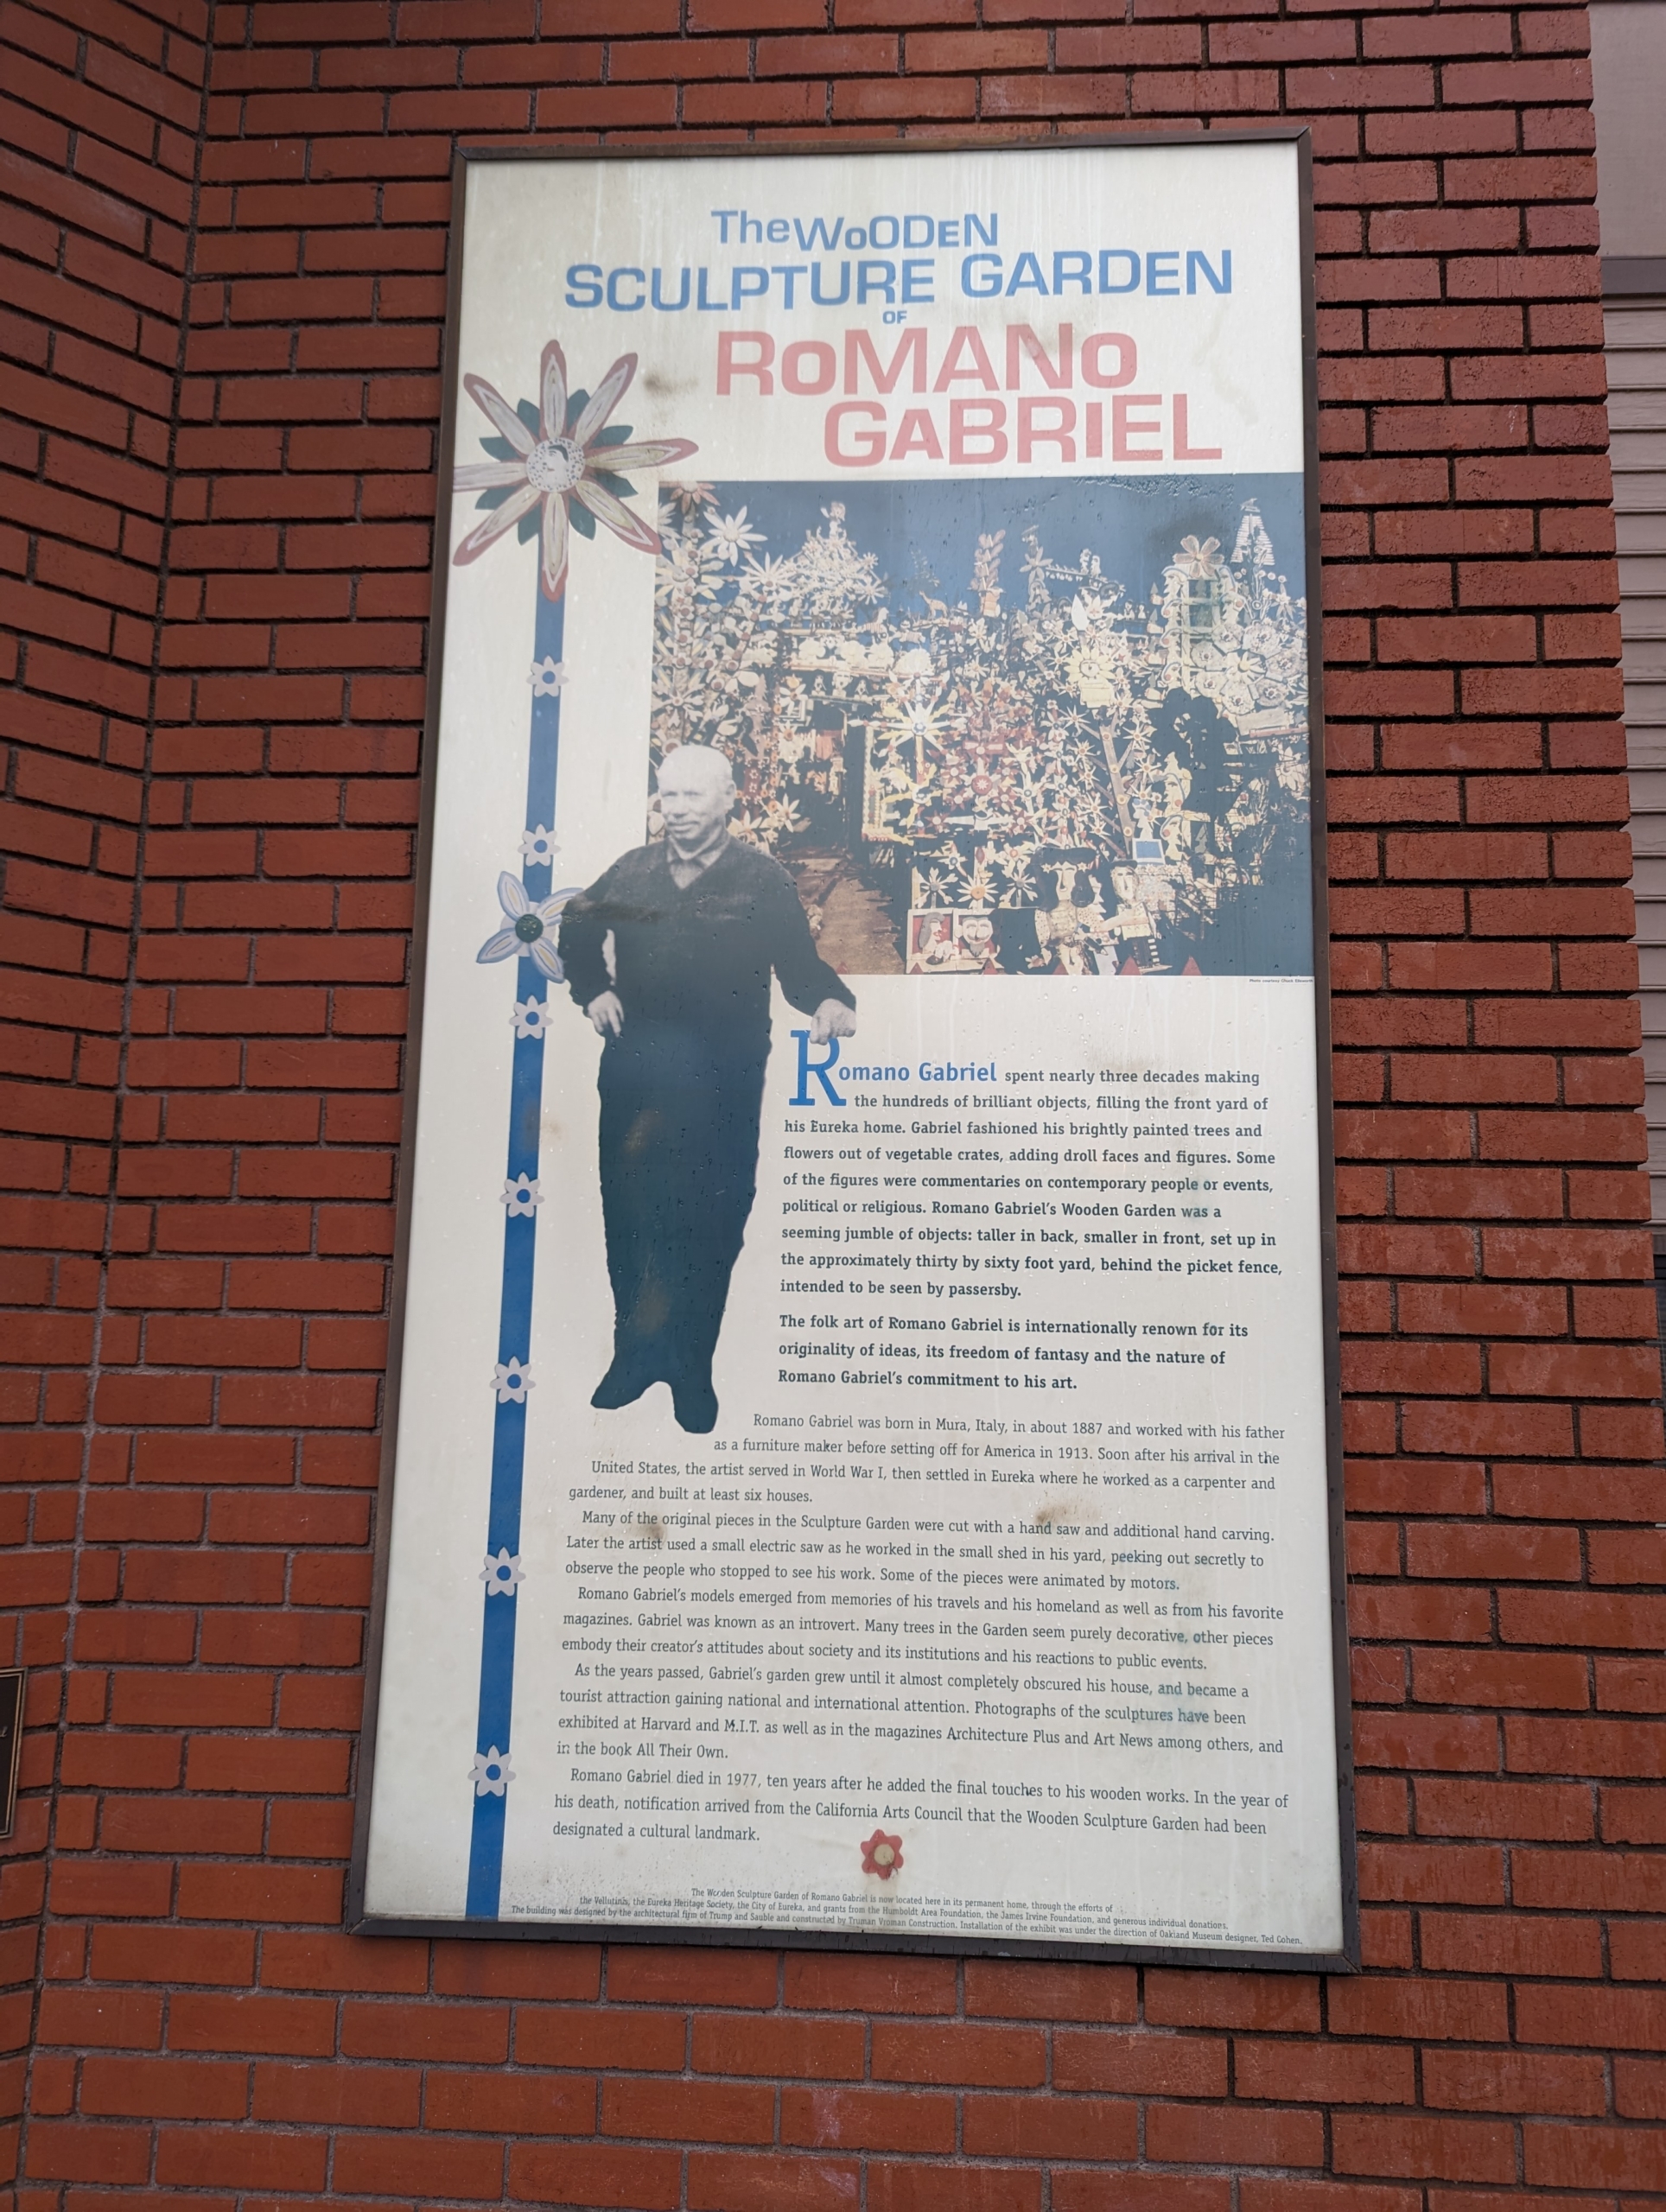 The WoODEN
SCULPTURE GARDEN
OF
RoMANo
GABRIEL
Romano Gabriel spent nearly three decades making
the hundreds of brilliant objects, filling the front yard of
his Eureka home. Gabriel fashioned his brightly painted trees and
flowers out of vegetable crates, adding droll faces and figures. Some
of the figures were commentaries on contemporary people or events,
political or religious. Romano Gabriel's Wooden Garden was a
seeming jumble of objects: taller in back, smaller in front, set up in
the approximately thirty by sixty foot yard, behind the picket fence,
intended to be seen by passersby.
The folk art of Romano Gabriel is internationally renown for its
originality of ideas, its freedom of fantasy and the nature of
Romano Gabriel's commitment to his art.
Romano Gabriel was born in Mura, Italy, in about 1887 and worked with his father
as a furniture maker before setting off for America in 1913. Soon after his arrival in the
United States, the artist served in World War I, then settled in Eureka where he worked as a carpenter and
gardener, and built at least six houses.
Many of the original pieces in the Sculpture Garden were cut with a hand saw and additional hand carving.
Later the artist used a small electric saw as he worked in the small shed in his yard, peeking out secretly to
observe the people who stopped to see his work. Some of the pieces were animated by motors.
Romano Gabriel's models emerged from memories of his travels and his homeland as well as from his favorite
magazines. Gabriel was known as an introvert. Many trees in the Garden seem purely decorative, other pieces
embody their creator's attitudes about society and its institutions and his reactions to public events.
As the years passed, Gabriel's garden grew until it almost completely obscured his house, and became a
tourist attraction gaining national and international attention. Photographs of the sculptures have been
exhibited at Harvard and M.I.T. as well as in the magazines Architecture Plus and Art News among others, and
in the book All Their Own.
Romano Gabriel died in 1977, ten years after he added the final touches to his wooden works. In the year of
his death, notification arrived from the California Arts Council that the Wooden Sculpture Garden had been
designated a cultural landmark.
The Wooden Sculpture Garden of Romano Gabriel is now located here in its permanent home, through the efforts of
the Vellutinis, the Eureka Heritage Society, the City of Eureka, and grants from the Humboldt Area Foundation, the James Irvine Foundation, and generous individual donations.
The building was designed by the architectural firm of Trump and Sauble and constructed by Truman Vroman Construction. Installation of the exhibit was under the direction of Oakland Museum designer, Ted Cohen.